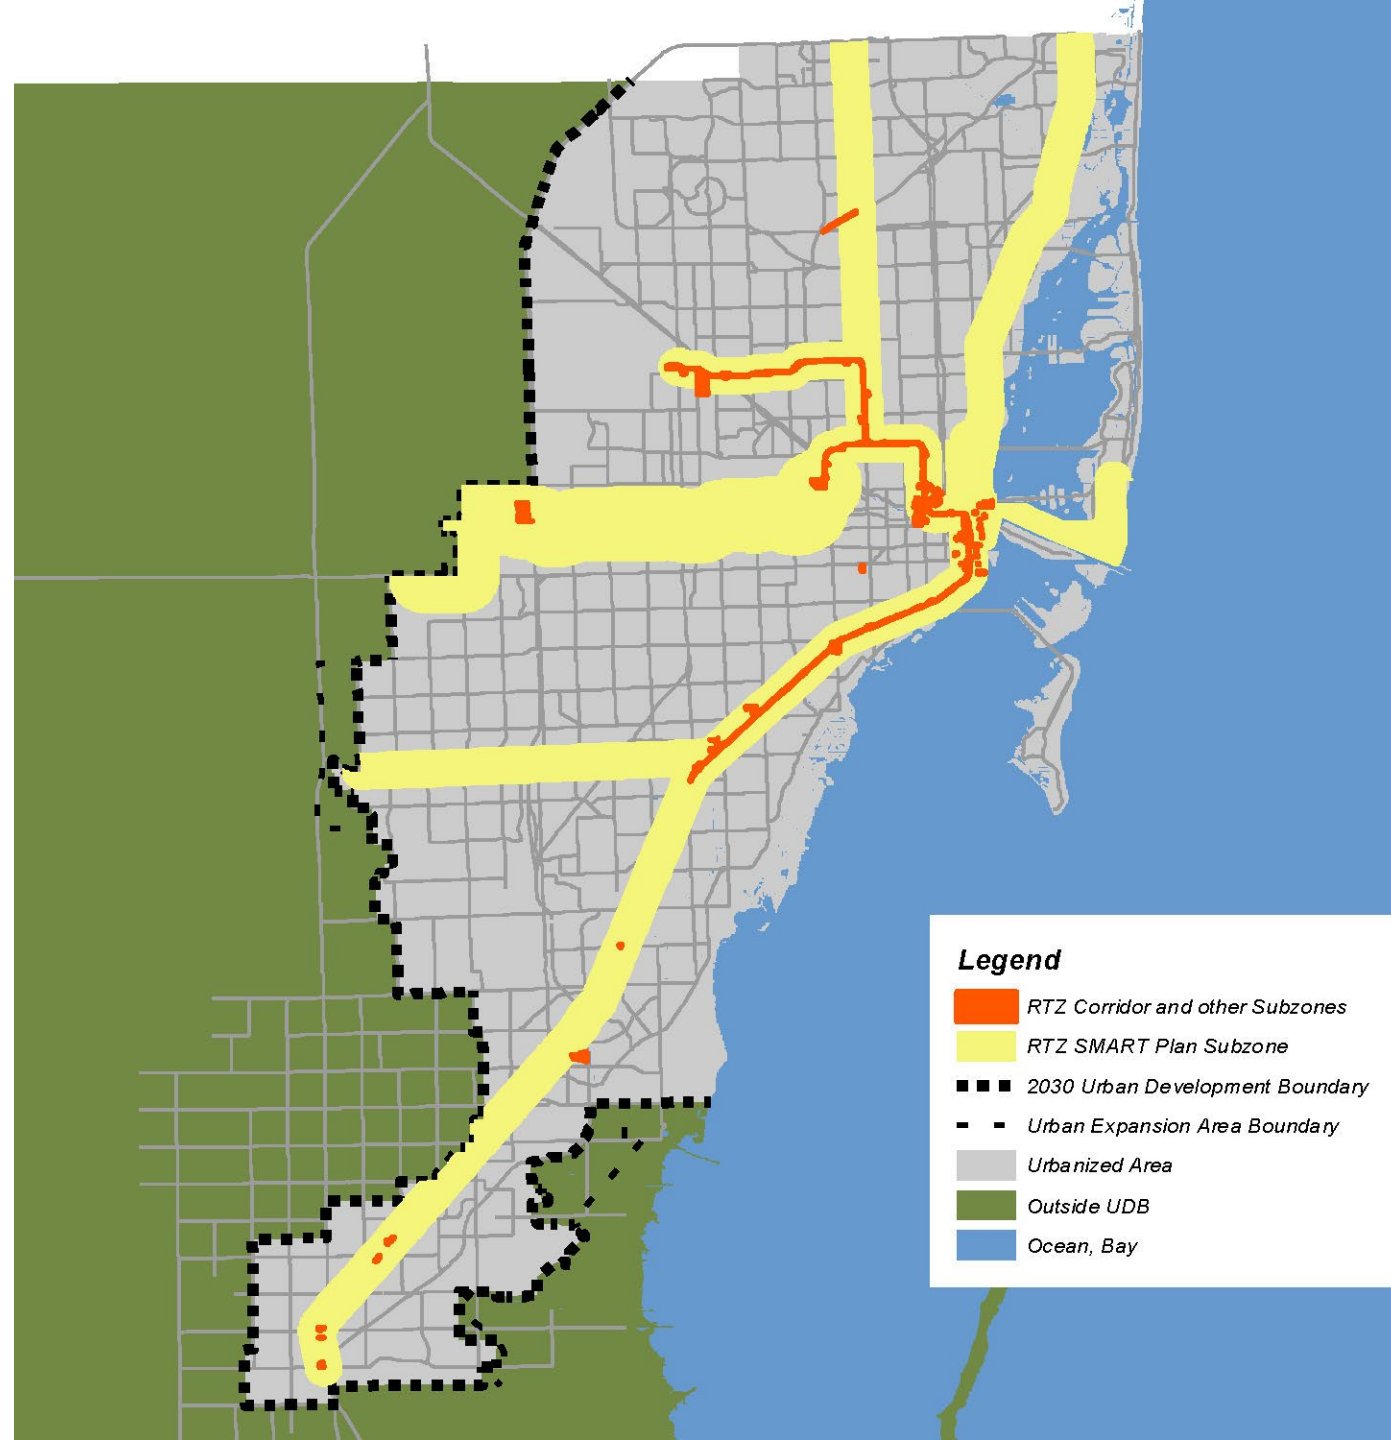 Legend
RTZ Corridor and other Subzones
RTZ SMART Plan Subzone
2030 Urban Development Boundary
Urban Expansion Area Boundary
Urbanized Area
Outside UDB
Ocean, Bay